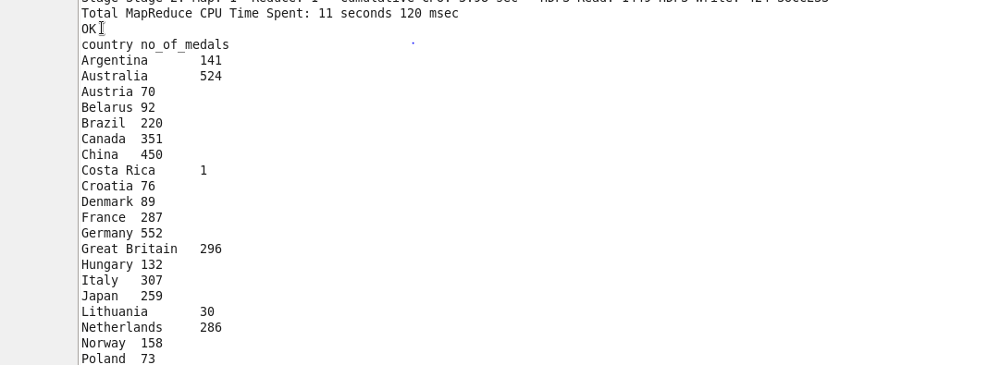 Total MapReduce CPU Time Spent: 11 seconds 120 msec
OK
country no_of_medals
Argentina 141
Australia 524
Austria 70
Belarus 92
Brazil 220
Canada 351
China 450
Costa Rica 1
Croatia 76
Denmark 89
France 287
Germany 552
Great Britain 296
Hungary 132
Italy 307
Japan 259
Lithuania 30
Netherlands 286
Norway 158
Poland 73